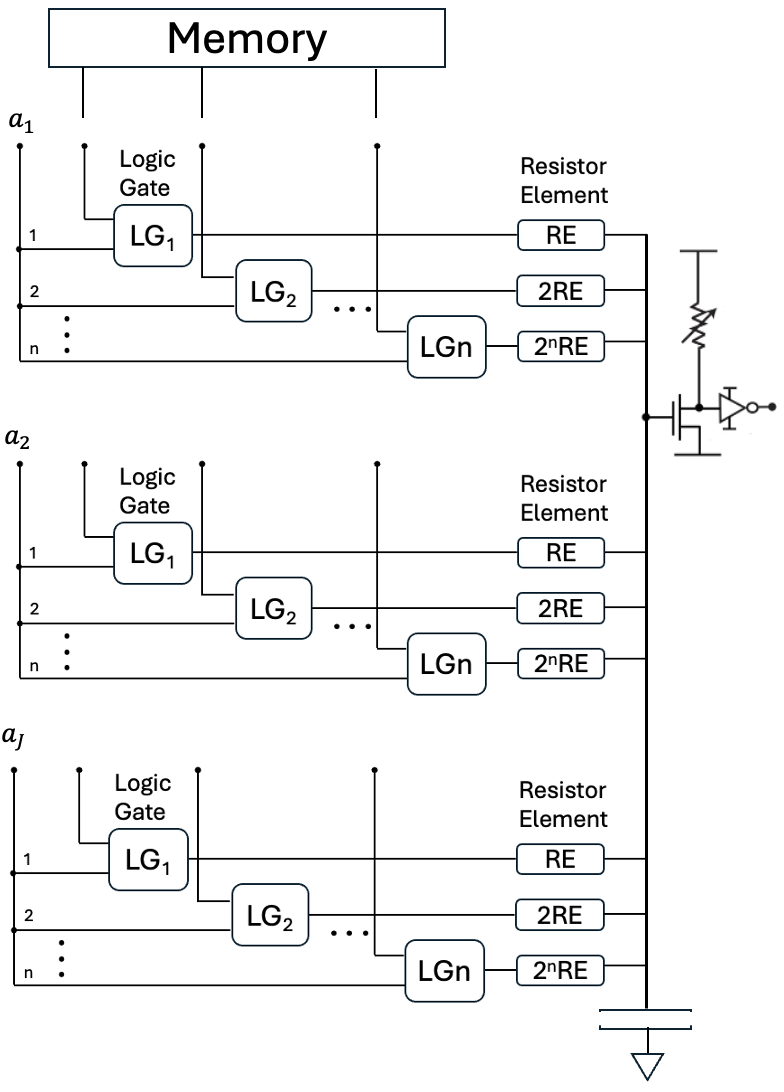 Memory
a₁
Logic
Gate
Resistor
Element
1
LG₁
RE
2
LG₂
...
2RE
n
LGn
2ⁿRE
a₂
Logic
Gate
Resistor
Element
1
LG₁
RE
2
LG₂
...
2RE
n
LGn
2ⁿRE
a_J
Logic
Gate
Resistor
Element
1
LG₁
RE
2
LG₂
...
2RE
n
LGn
2ⁿRE